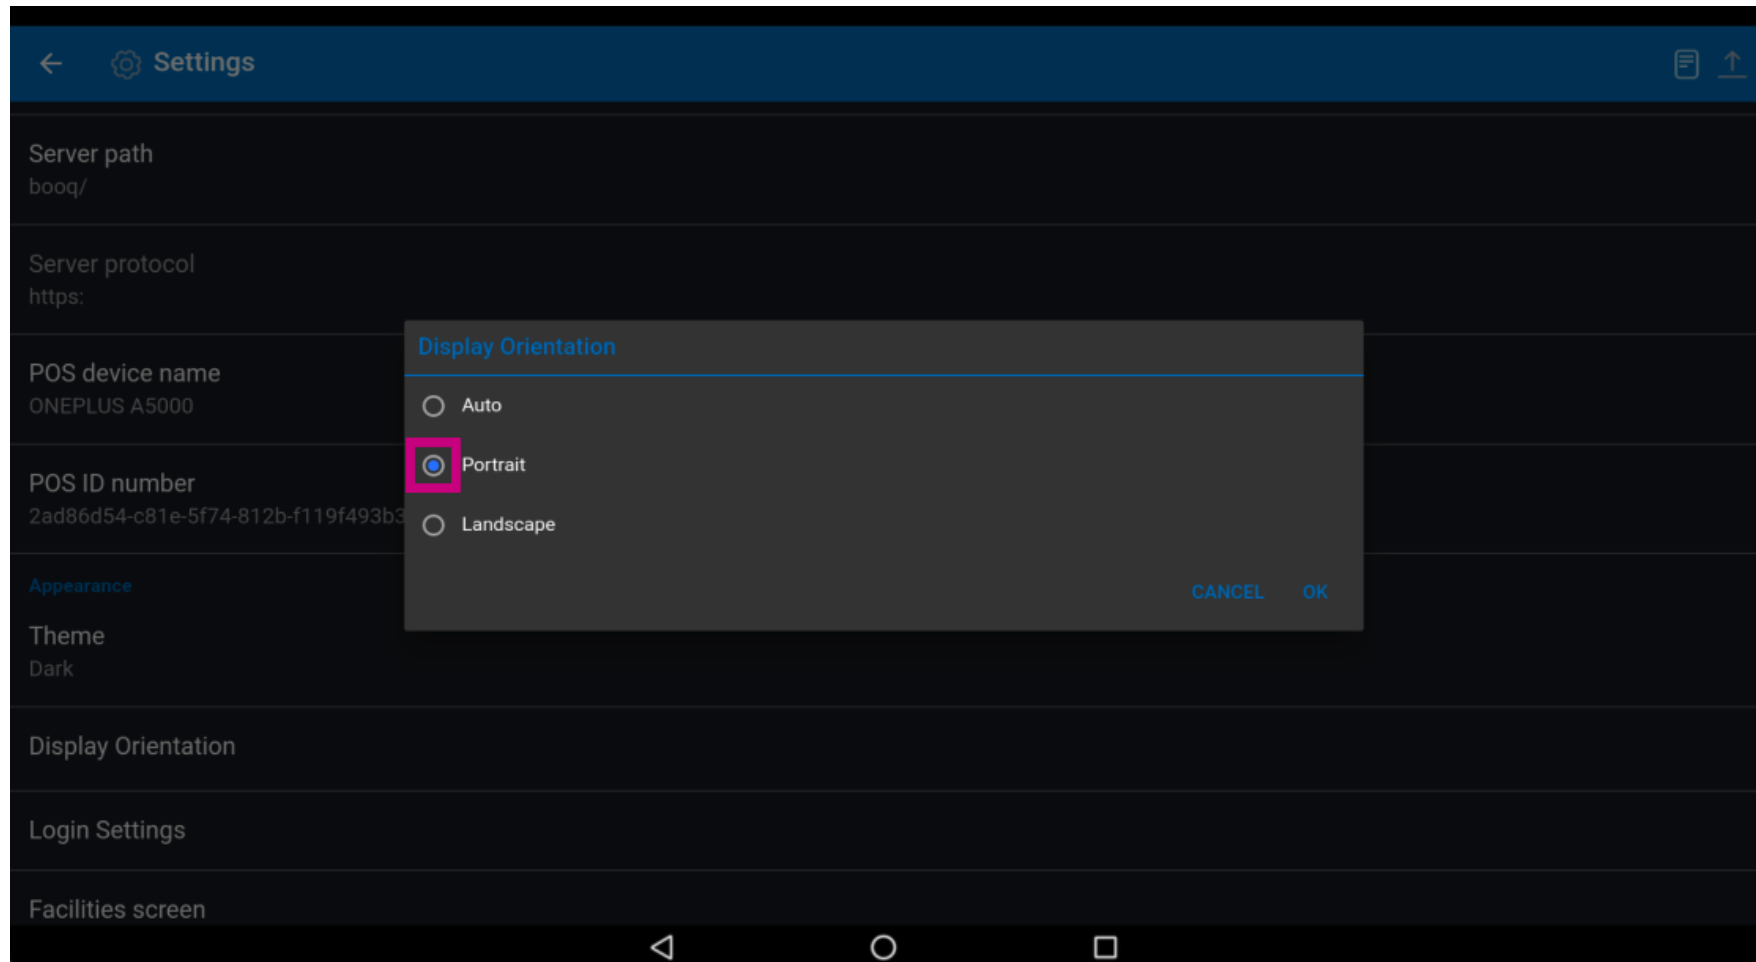 Settings
Server path
booq/
Server protocol
https:
POS device name
ONEPLUS A5000
POS ID number
2ad86d54-c81e-5f74-812b-f119f493b3
Appearance
Theme
Dark
Display Orientation
Login Settings
Facilities screen
Display Orientation
Auto
Portrait
Landscape
CANCEL OK